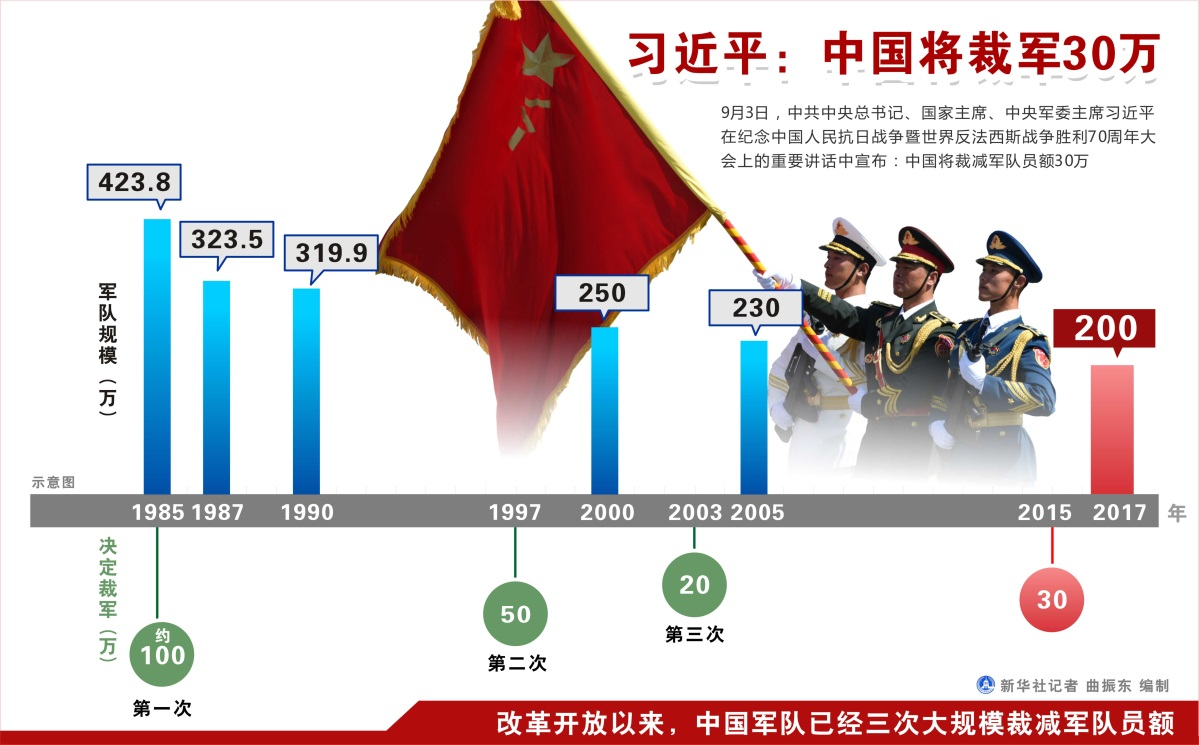 习近平：中国将裁军30万
9月3日，中共中央总书记、国家主席、中央军委主席习近平
在纪念中国人民抗日战争暨世界反法西斯战争胜利70周年大
会上的重要讲话中宣布：中国将裁减军队员额30万
423.8
323.5
319.9
250
230
200
军队规模（万）
示意图
1985 1987 1990 1997 2000 2003 2005 2015 2017 年
决定裁军（万）
约
100
第一次
50
第二次
20
第三次
30
新华社记者 曲振东 编制
改革开放以来，中国军队已经三次大规模裁减军队员额